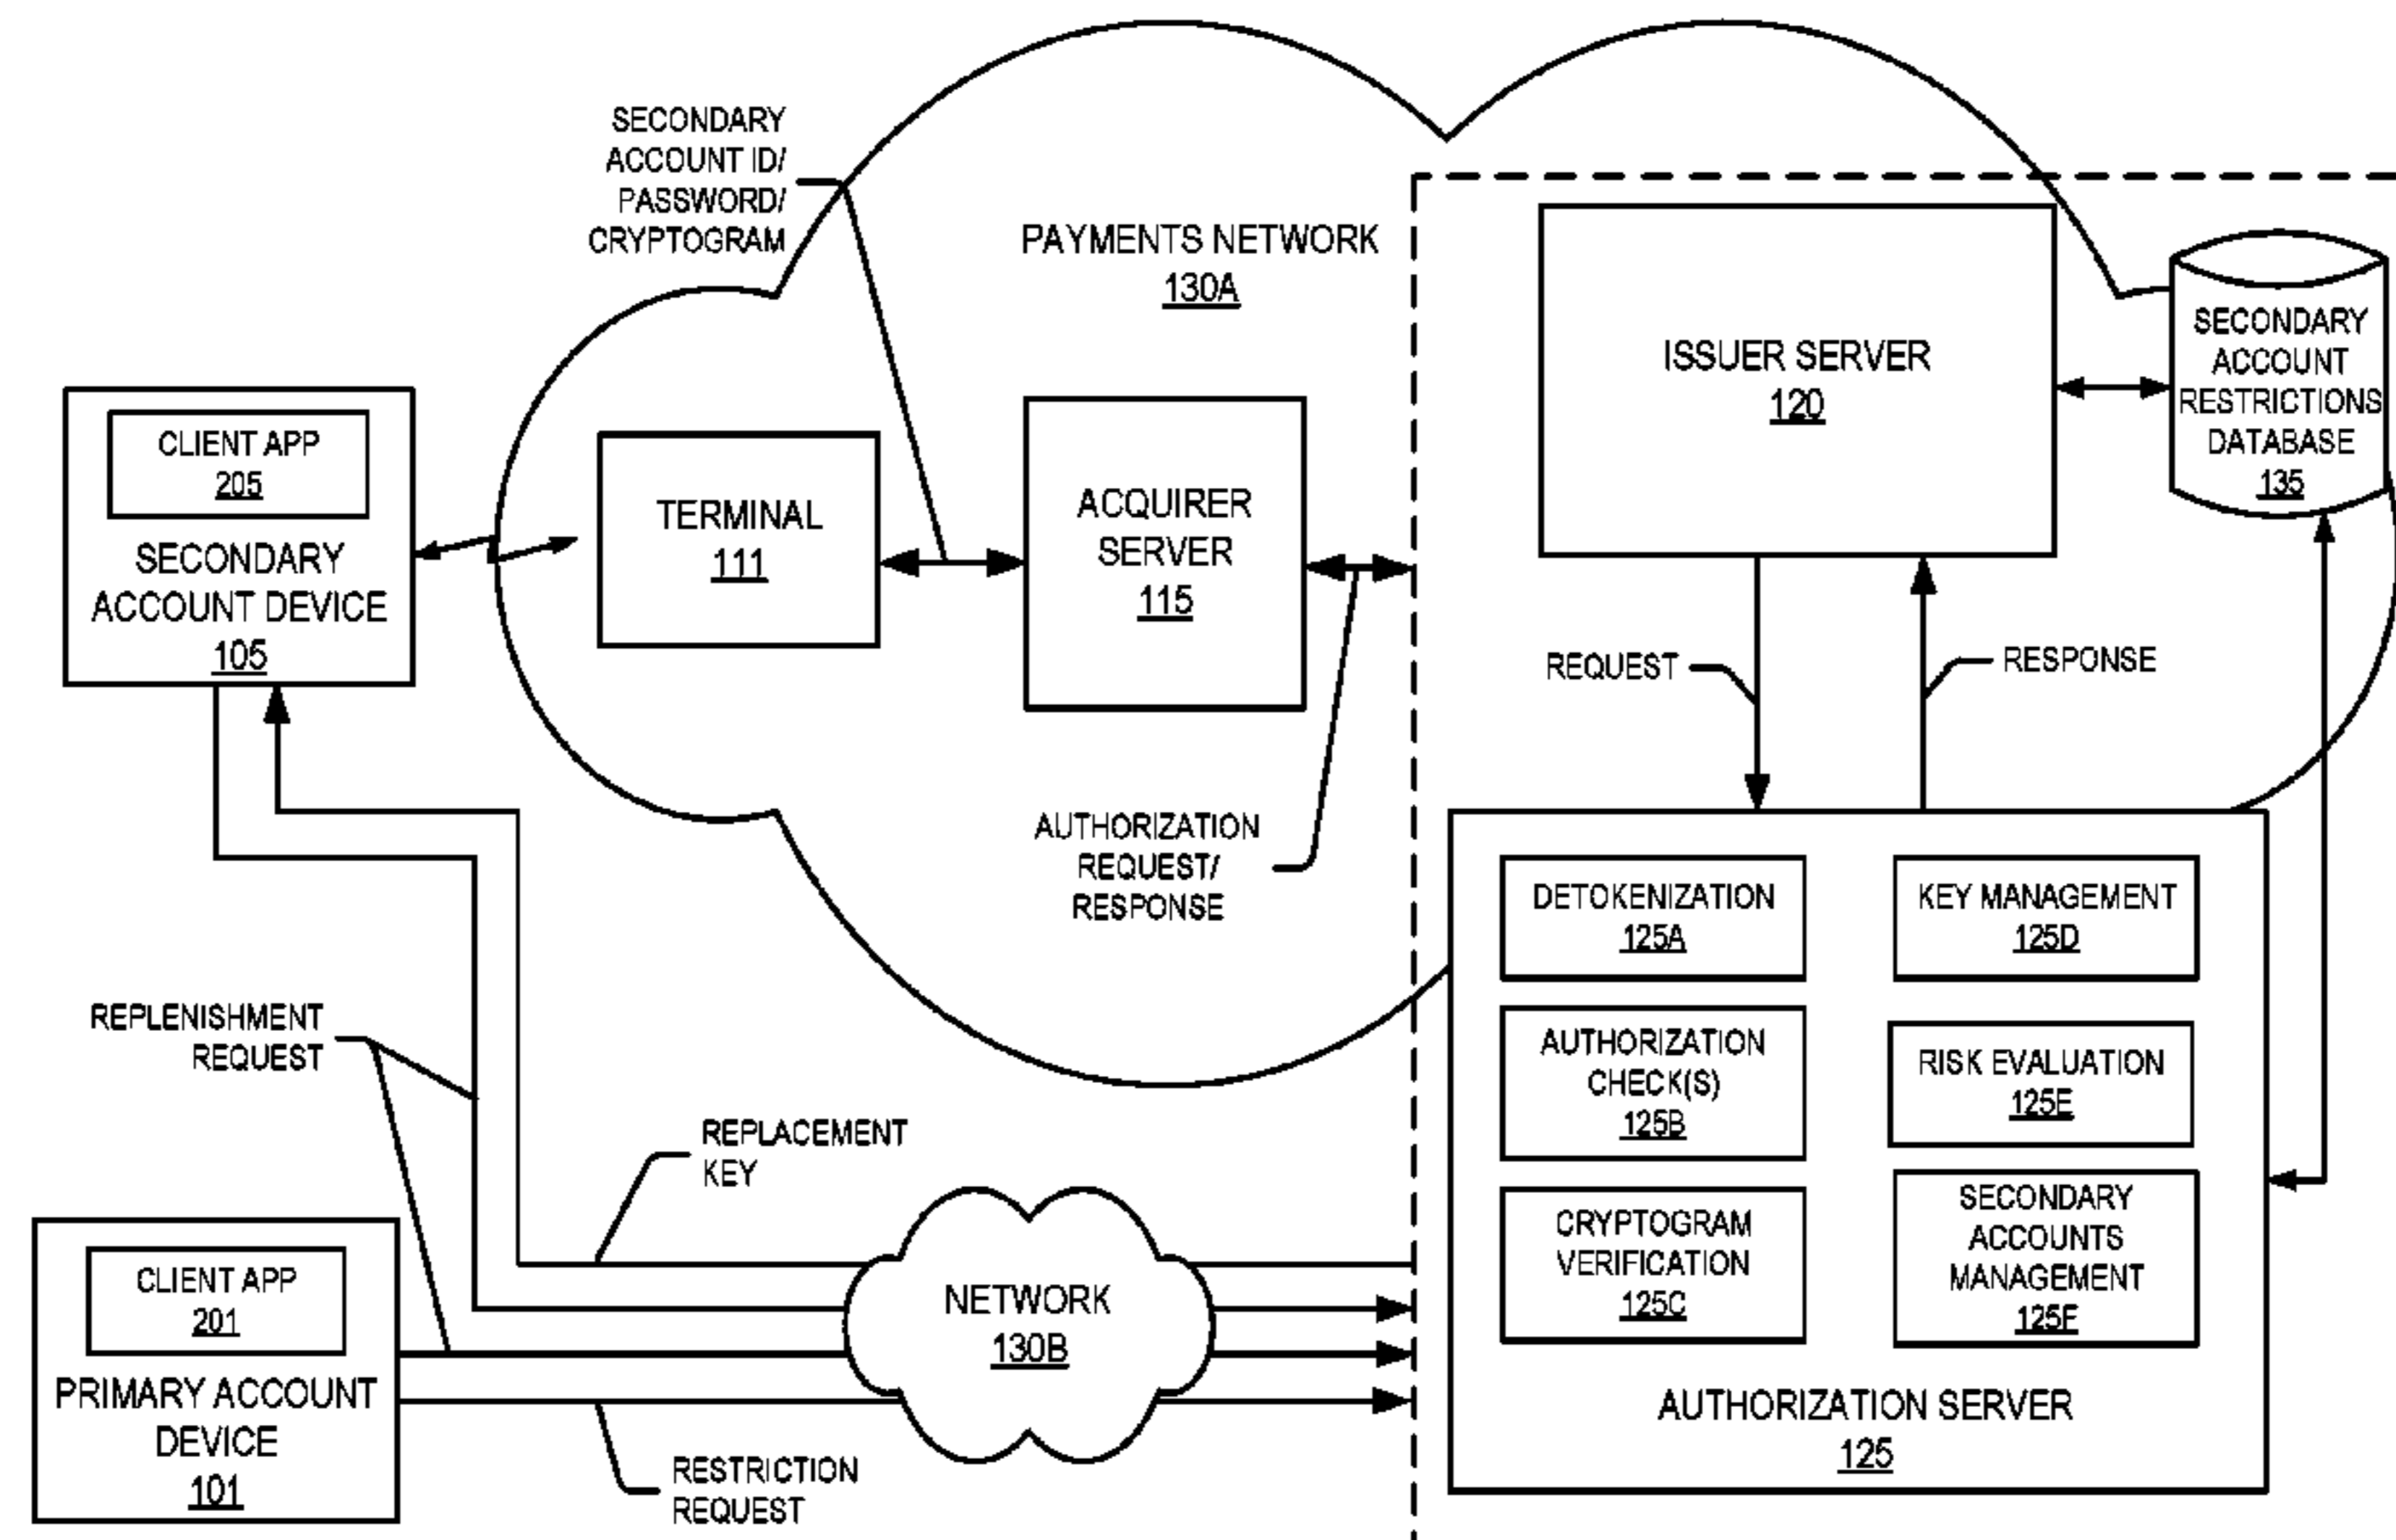 SECONDARY
ACCOUNT ID/
PASSWORD/
CRYPTOGRAM
PAYMENTS NETWORK
130A
ISSUER SERVER
120
SECONDARY
ACCOUNT
RESTRICTIONS
DATABASE
135
CLIENT APP
205
SECONDARY
ACCOUNT DEVICE
105
TERMINAL
111
ACQUIRER
SERVER
115
REQUEST
RESPONSE
AUTHORIZATION
REQUEST/
RESPONSE
DETOKENIZATION
125A
KEY MANAGEMENT
125D
AUTHORIZATION
CHECK(S)
125B
RISK EVALUATION
125E
CRYPTOGRAM
VERIFICATION
125C
SECONDARY
ACCOUNTS
MANAGEMENT
125F
AUTHORIZATION SERVER
125
REPLENISHMENT
REQUEST
REPLACEMENT
KEY
NETWORK
130B
CLIENT APP
201
PRIMARY ACCOUNT
DEVICE
101
RESTRICTION
REQUEST